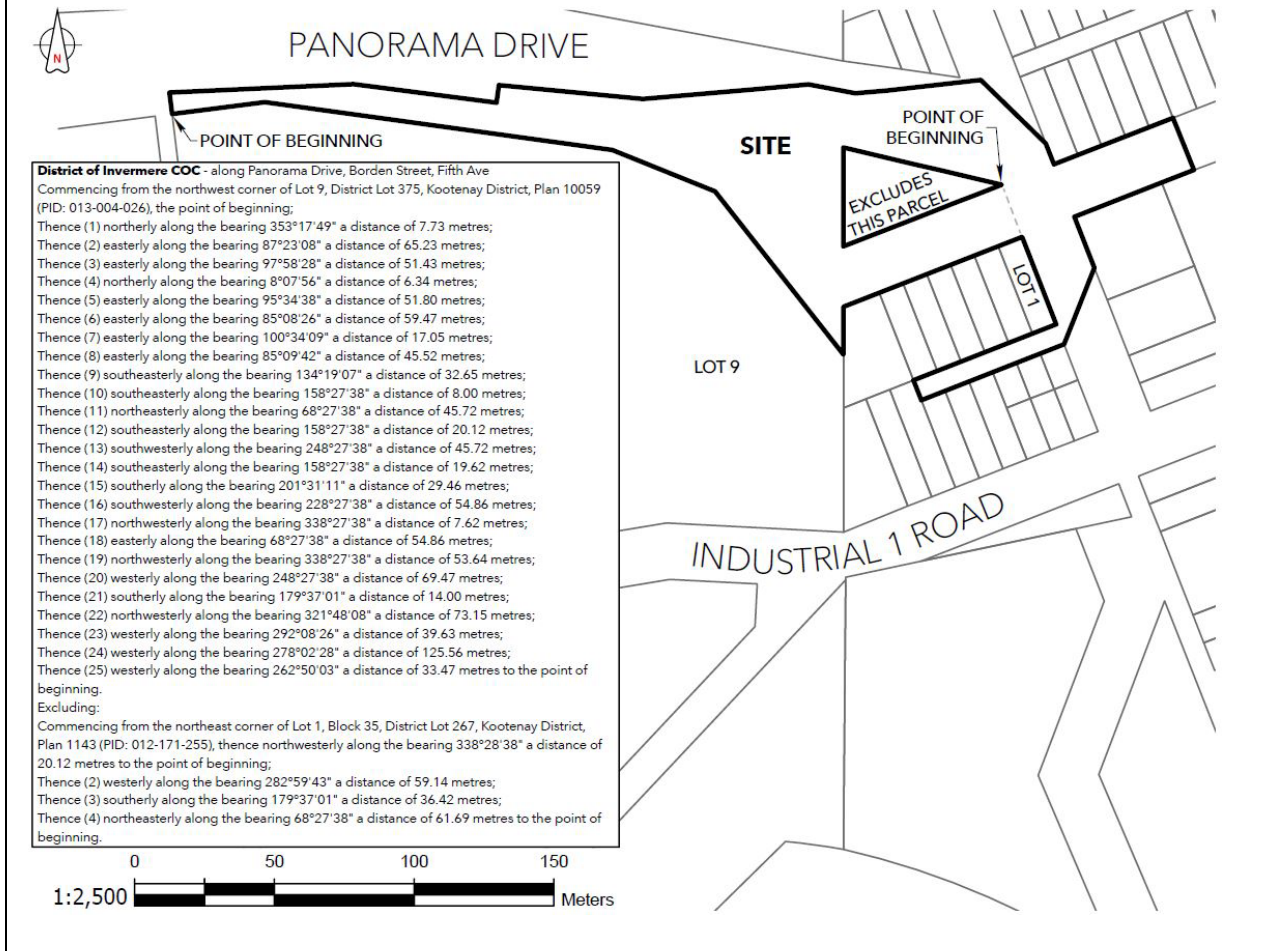 PANORAMA DRIVE
N
POINT OF BEGINNING
POINT OF
BEGINNING
SITE
EXCLUDES
THIS PARCEL
LOT 1
LOT 9
INDUSTRIAL 1 ROAD
District of Invermere COC - along Panorama Drive, Borden Street, Fifth Ave
Commencing from the northwest corner of Lot 9, District Lot 375, Kootenay District, Plan 10059
(PID: 013-004-026), the point of beginning;
Thence (1) northerly along the bearing 353°17'49" a distance of 7.73 metres;
Thence (2) easterly along the bearing 87°23'08" a distance of 65.23 metres;
Thence (3) easterly along the bearing 97°58'28" a distance of 51.43 metres;
Thence (4) northerly along the bearing 8°07'56" a distance of 6.34 metres;
Thence (5) easterly along the bearing 95°34'38" a distance of 51.80 metres;
Thence (6) easterly along the bearing 85°08'26" a distance of 59.47 metres;
Thence (7) easterly along the bearing 100°34'09" a distance of 17.05 metres;
Thence (8) easterly along the bearing 85°09'42" a distance of 45.52 metres;
Thence (9) southeasterly along the bearing 134°19'07" a distance of 32.65 metres;
Thence (10) southeasterly along the bearing 158°27'38" a distance of 8.00 metres;
Thence (11) northeasterly along the bearing 68°27'38" a distance of 45.72 metres;
Thence (12) southeasterly along the bearing 158°27'38" a distance of 20.12 metres;
Thence (13) southwesterly along the bearing 248°27'38" a distance of 45.72 metres;
Thence (14) southeasterly along the bearing 158°27'38" a distance of 19.62 metres;
Thence (15) southerly along the bearing 201°31'11" a distance of 29.46 metres;
Thence (16) southwesterly along the bearing 228°27'38" a distance of 54.86 metres;
Thence (17) northwesterly along the bearing 338°27'38" a distance of 7.62 metres;
Thence (18) easterly along the bearing 68°27'38" a distance of 54.86 metres;
Thence (19) northwesterly along the bearing 338°27'38" a distance of 53.64 metres;
Thence (20) westerly along the bearing 248°27'38" a distance of 69.47 metres;
Thence (21) southerly along the bearing 179°37'01" a distance of 14.00 metres;
Thence (22) northwesterly along the bearing 321°48'08" a distance of 73.15 metres;
Thence (23) westerly along the bearing 292°08'26" a distance of 39.63 metres;
Thence (24) westerly along the bearing 278°02'28" a distance of 125.56 metres;
Thence (25) westerly along the bearing 262°50'03" a distance of 33.47 metres to the point of
beginning.
Excluding:
Commencing from the northeast corner of Lot 1, Block 35, District Lot 267, Kootenay District,
Plan 1143 (PID: 012-171-255), thence northwesterly along the bearing 338°28'38" a distance of
20.12 metres to the point of beginning;
Thence (2) westerly along the bearing 282°59'43" a distance of 59.14 metres;
Thence (3) southerly along the bearing 179°37'01" a distance of 36.42 metres;
Thence (4) northeasterly along the bearing 68°27'38" a distance of 61.69 metres to the point of
beginning.
0 50 100 150
1:2,500 Meters